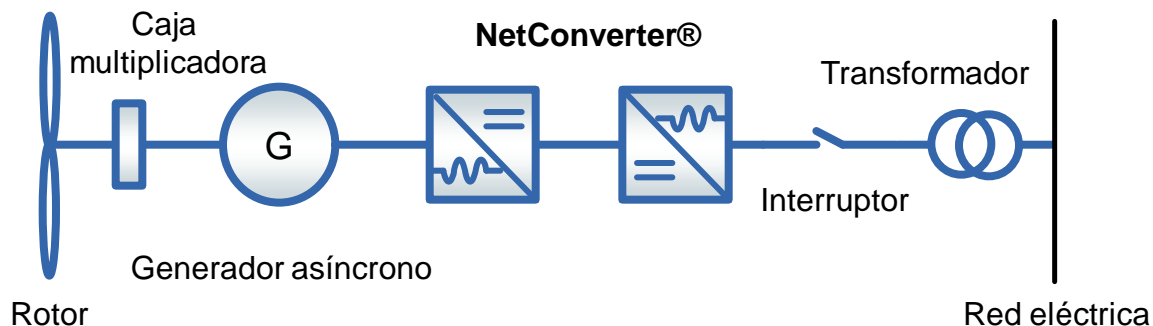 Caja
multiplicadora
NetConverter®
Transformador
G
Interruptor
Generador asíncrono
Rotor
Red eléctrica